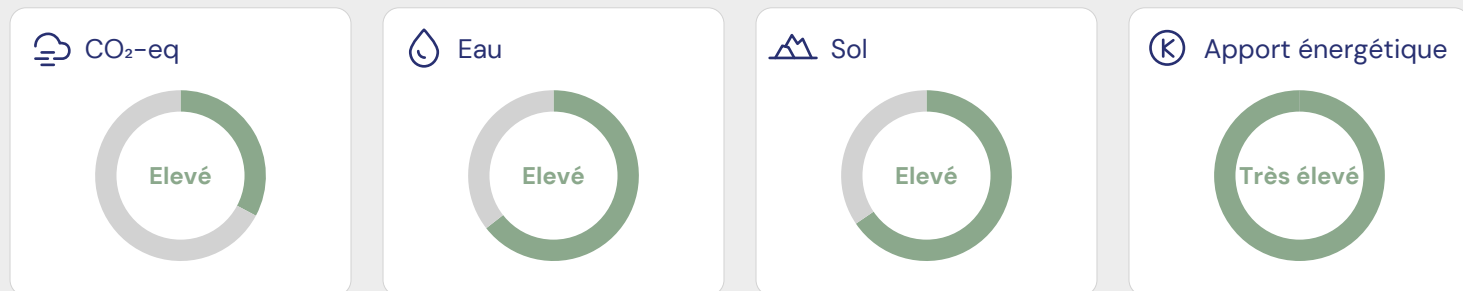 CO₂-eq
Elevé
Eau
Elevé
Sol
Elevé
Apport énergétique
Très élevé